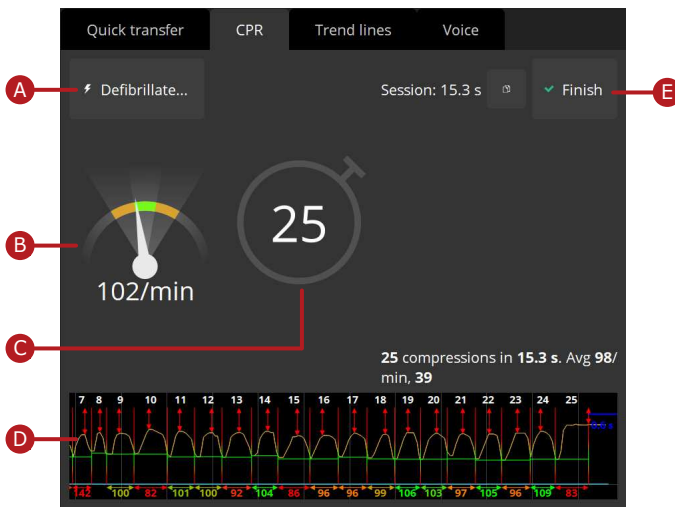 Quick transfer CPR Trend lines Voice
A Defibrillate... Session: 15.3 s Finish E
25
B
102/min
C
25 compressions in 15.3 s. Avg 98/
min, 39
7 8 9 10 11 12 13 14 15 16 17 18 19 20 21 22 23 24 25
0.6 s
D
142 100 82 101 100 92 104 86 96 96 99 106 103 97 105 96 109 83